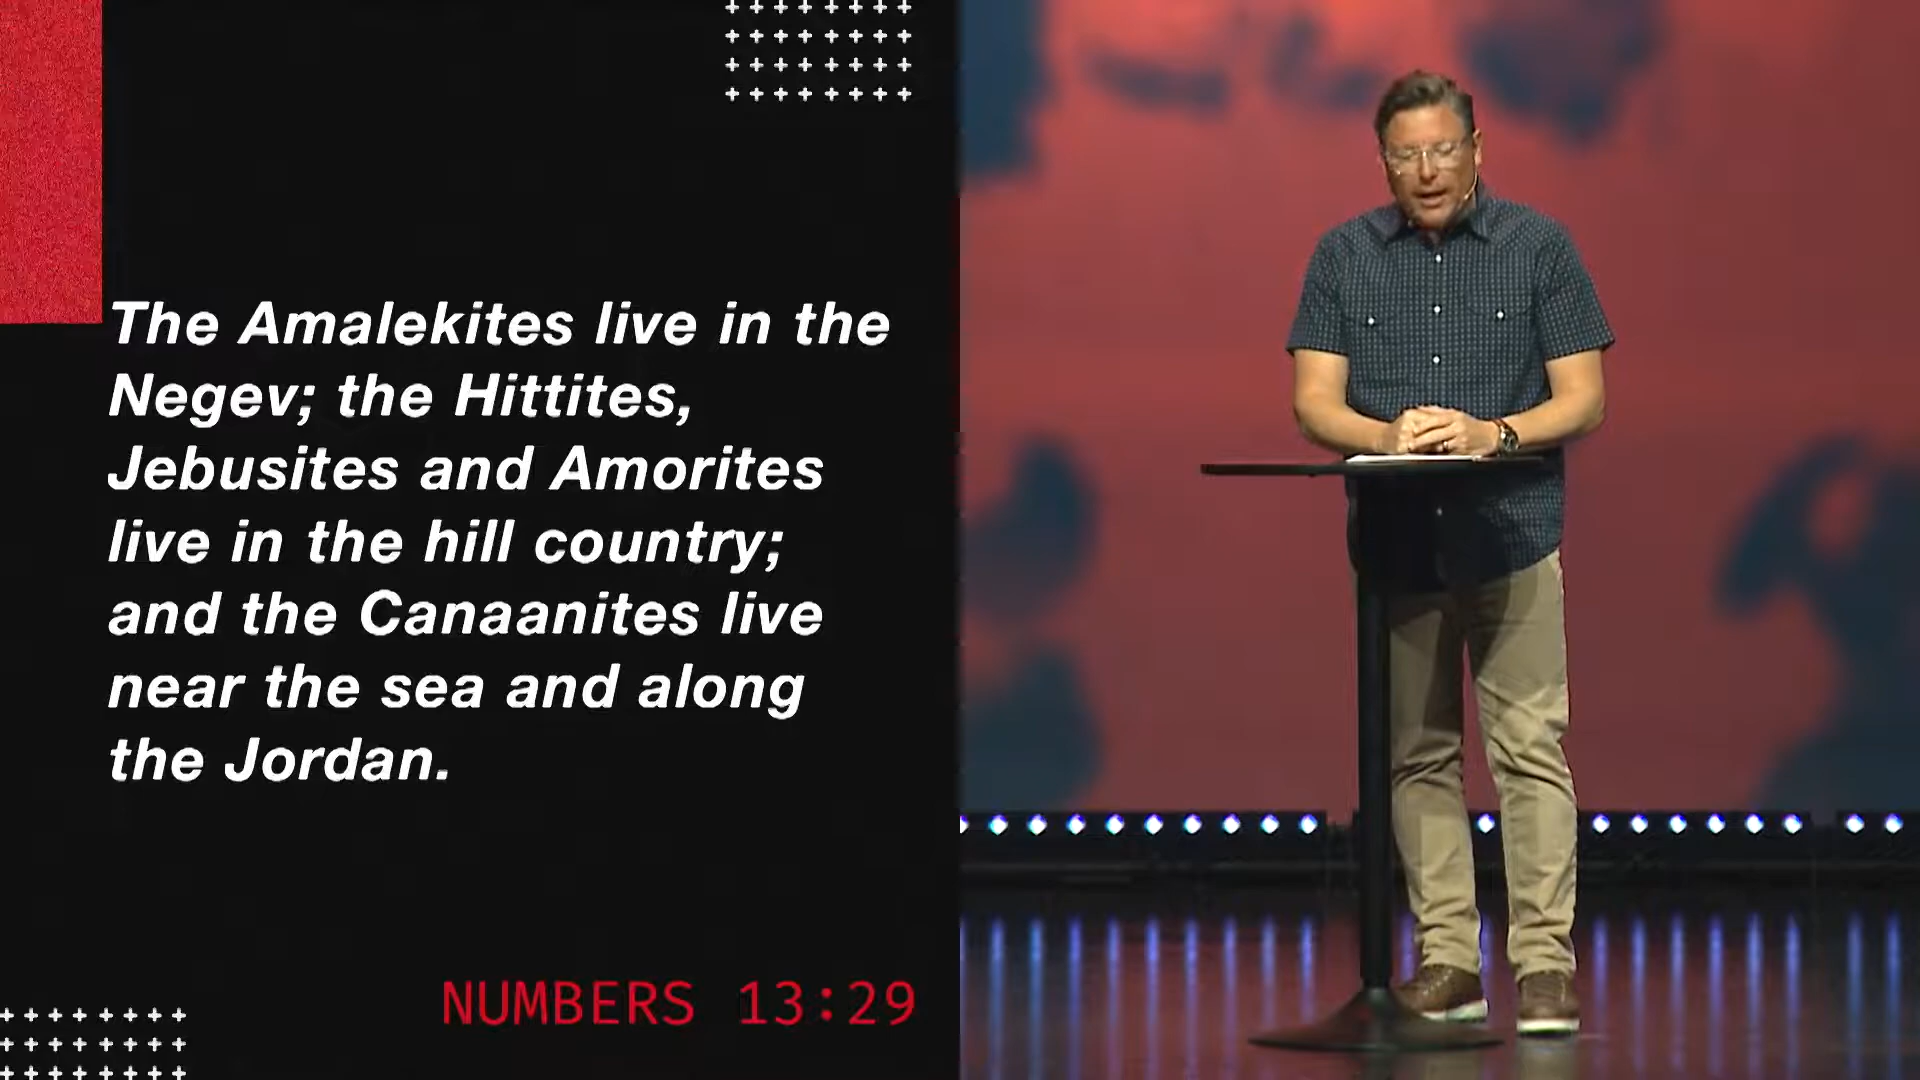 The Amalekites live in the
Negev; the Hittites,
Jebusites and Amorites
live in the hill country;
and the Canaanites live
near the sea and along
the Jordan.
NUMBERS 13:29